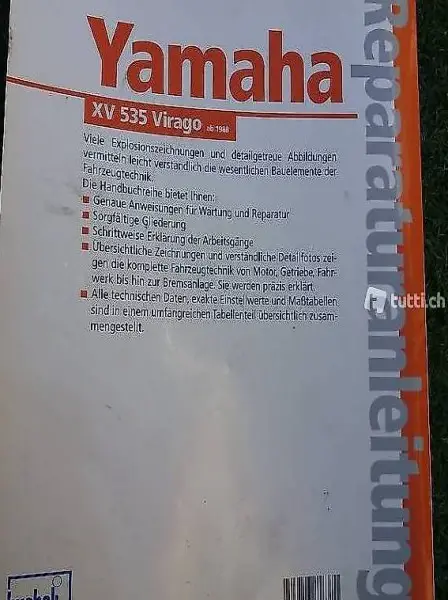 Yamaha
XV 535 Virago ab 1988
Viele Explosionszeichnungen und detailgetreue Abbildungen
vermitteln leicht verständlich die wesentlichen Bauelemente der
Fahrzeugtechnik.
Die Handbuchreihe bietet Ihnen:
Genaue Anweisungen für Wartung und Reparatur
Sorgfältige Gliederung
Schrittweise Erklärung der Arbeitsgänge
Übersichtliche Zeichnungen und verständliche Detailfotos zei-
gen die komplette Fahrzeugtechnik von Motor, Getriebe, Fahr-
werk bis hin zur Bremsanlage. Sie werden präzis erklärt.
Alle technischen Daten, exakte Einstellwerte und Maßtabellen
sind in einem umfangreichen Tabellenteil übersichtlich zusam-
mengestellt.
Reparaturanleitung
tutti.ch